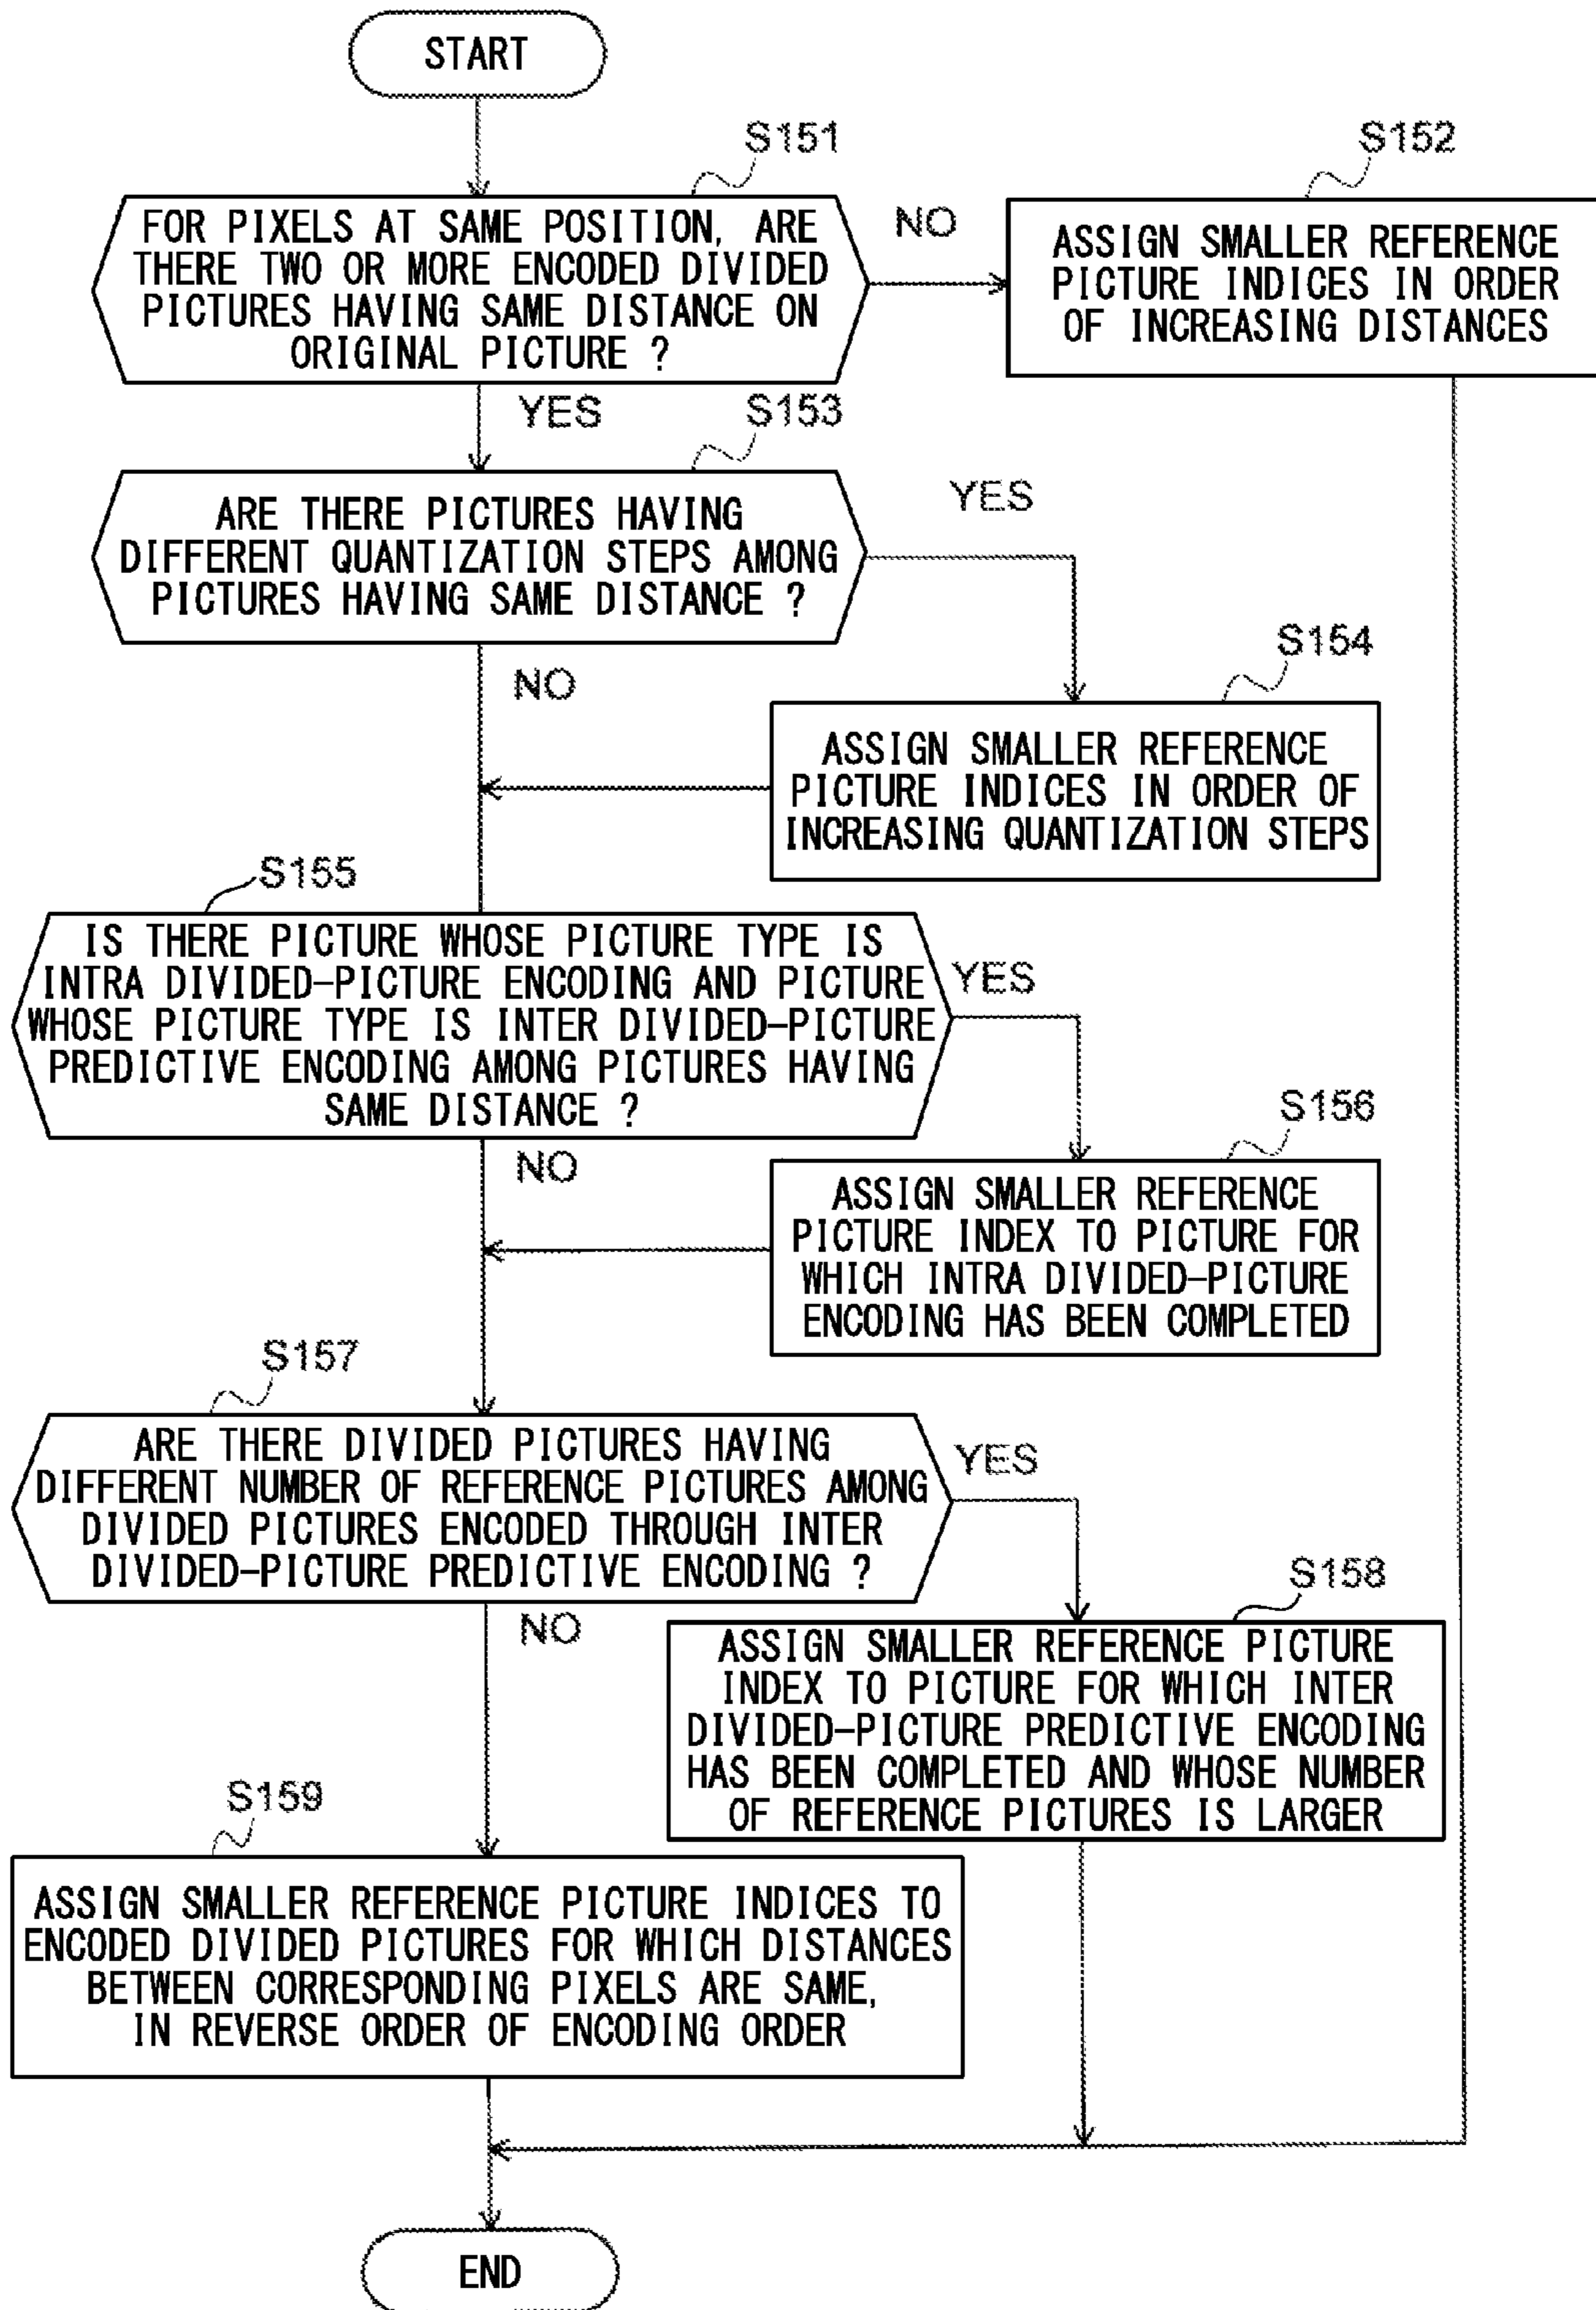 START
S151
S152
FOR PIXELS AT SAME POSITION, ARE
THERE TWO OR MORE ENCODED DIVIDED
PICTURES HAVING SAME DISTANCE ON
ORIGINAL PICTURE ?
NO
ASSIGN SMALLER REFERENCE
PICTURE INDICES IN ORDER
OF INCREASING DISTANCES
YES
S153
ARE THERE PICTURES HAVING
DIFFERENT QUANTIZATION STEPS AMONG
PICTURES HAVING SAME DISTANCE ?
YES
NO
S154
ASSIGN SMALLER REFERENCE
PICTURE INDICES IN ORDER OF
INCREASING QUANTIZATION STEPS
S155
IS THERE PICTURE WHOSE PICTURE TYPE IS
INTRA DIVIDED-PICTURE ENCODING AND PICTURE
WHOSE PICTURE TYPE IS INTER DIVIDED-PICTURE
PREDICTIVE ENCODING AMONG PICTURES HAVING
SAME DISTANCE ?
YES
NO
S156
ASSIGN SMALLER REFERENCE
PICTURE INDEX TO PICTURE FOR
WHICH INTRA DIVIDED-PICTURE
ENCODING HAS BEEN COMPLETED
S157
ARE THERE DIVIDED PICTURES HAVING
DIFFERENT NUMBER OF REFERENCE PICTURES AMONG
DIVIDED PICTURES ENCODED THROUGH INTER
DIVIDED-PICTURE PREDICTIVE ENCODING ?
YES
NO
S158
ASSIGN SMALLER REFERENCE PICTURE
INDEX TO PICTURE FOR WHICH INTER
DIVIDED-PICTURE PREDICTIVE ENCODING
HAS BEEN COMPLETED AND WHOSE NUMBER
OF REFERENCE PICTURES IS LARGER
S159
ASSIGN SMALLER REFERENCE PICTURE INDICES TO
ENCODED DIVIDED PICTURES FOR WHICH DISTANCES
BETWEEN CORRESPONDING PIXELS ARE SAME,
IN REVERSE ORDER OF ENCODING ORDER
END